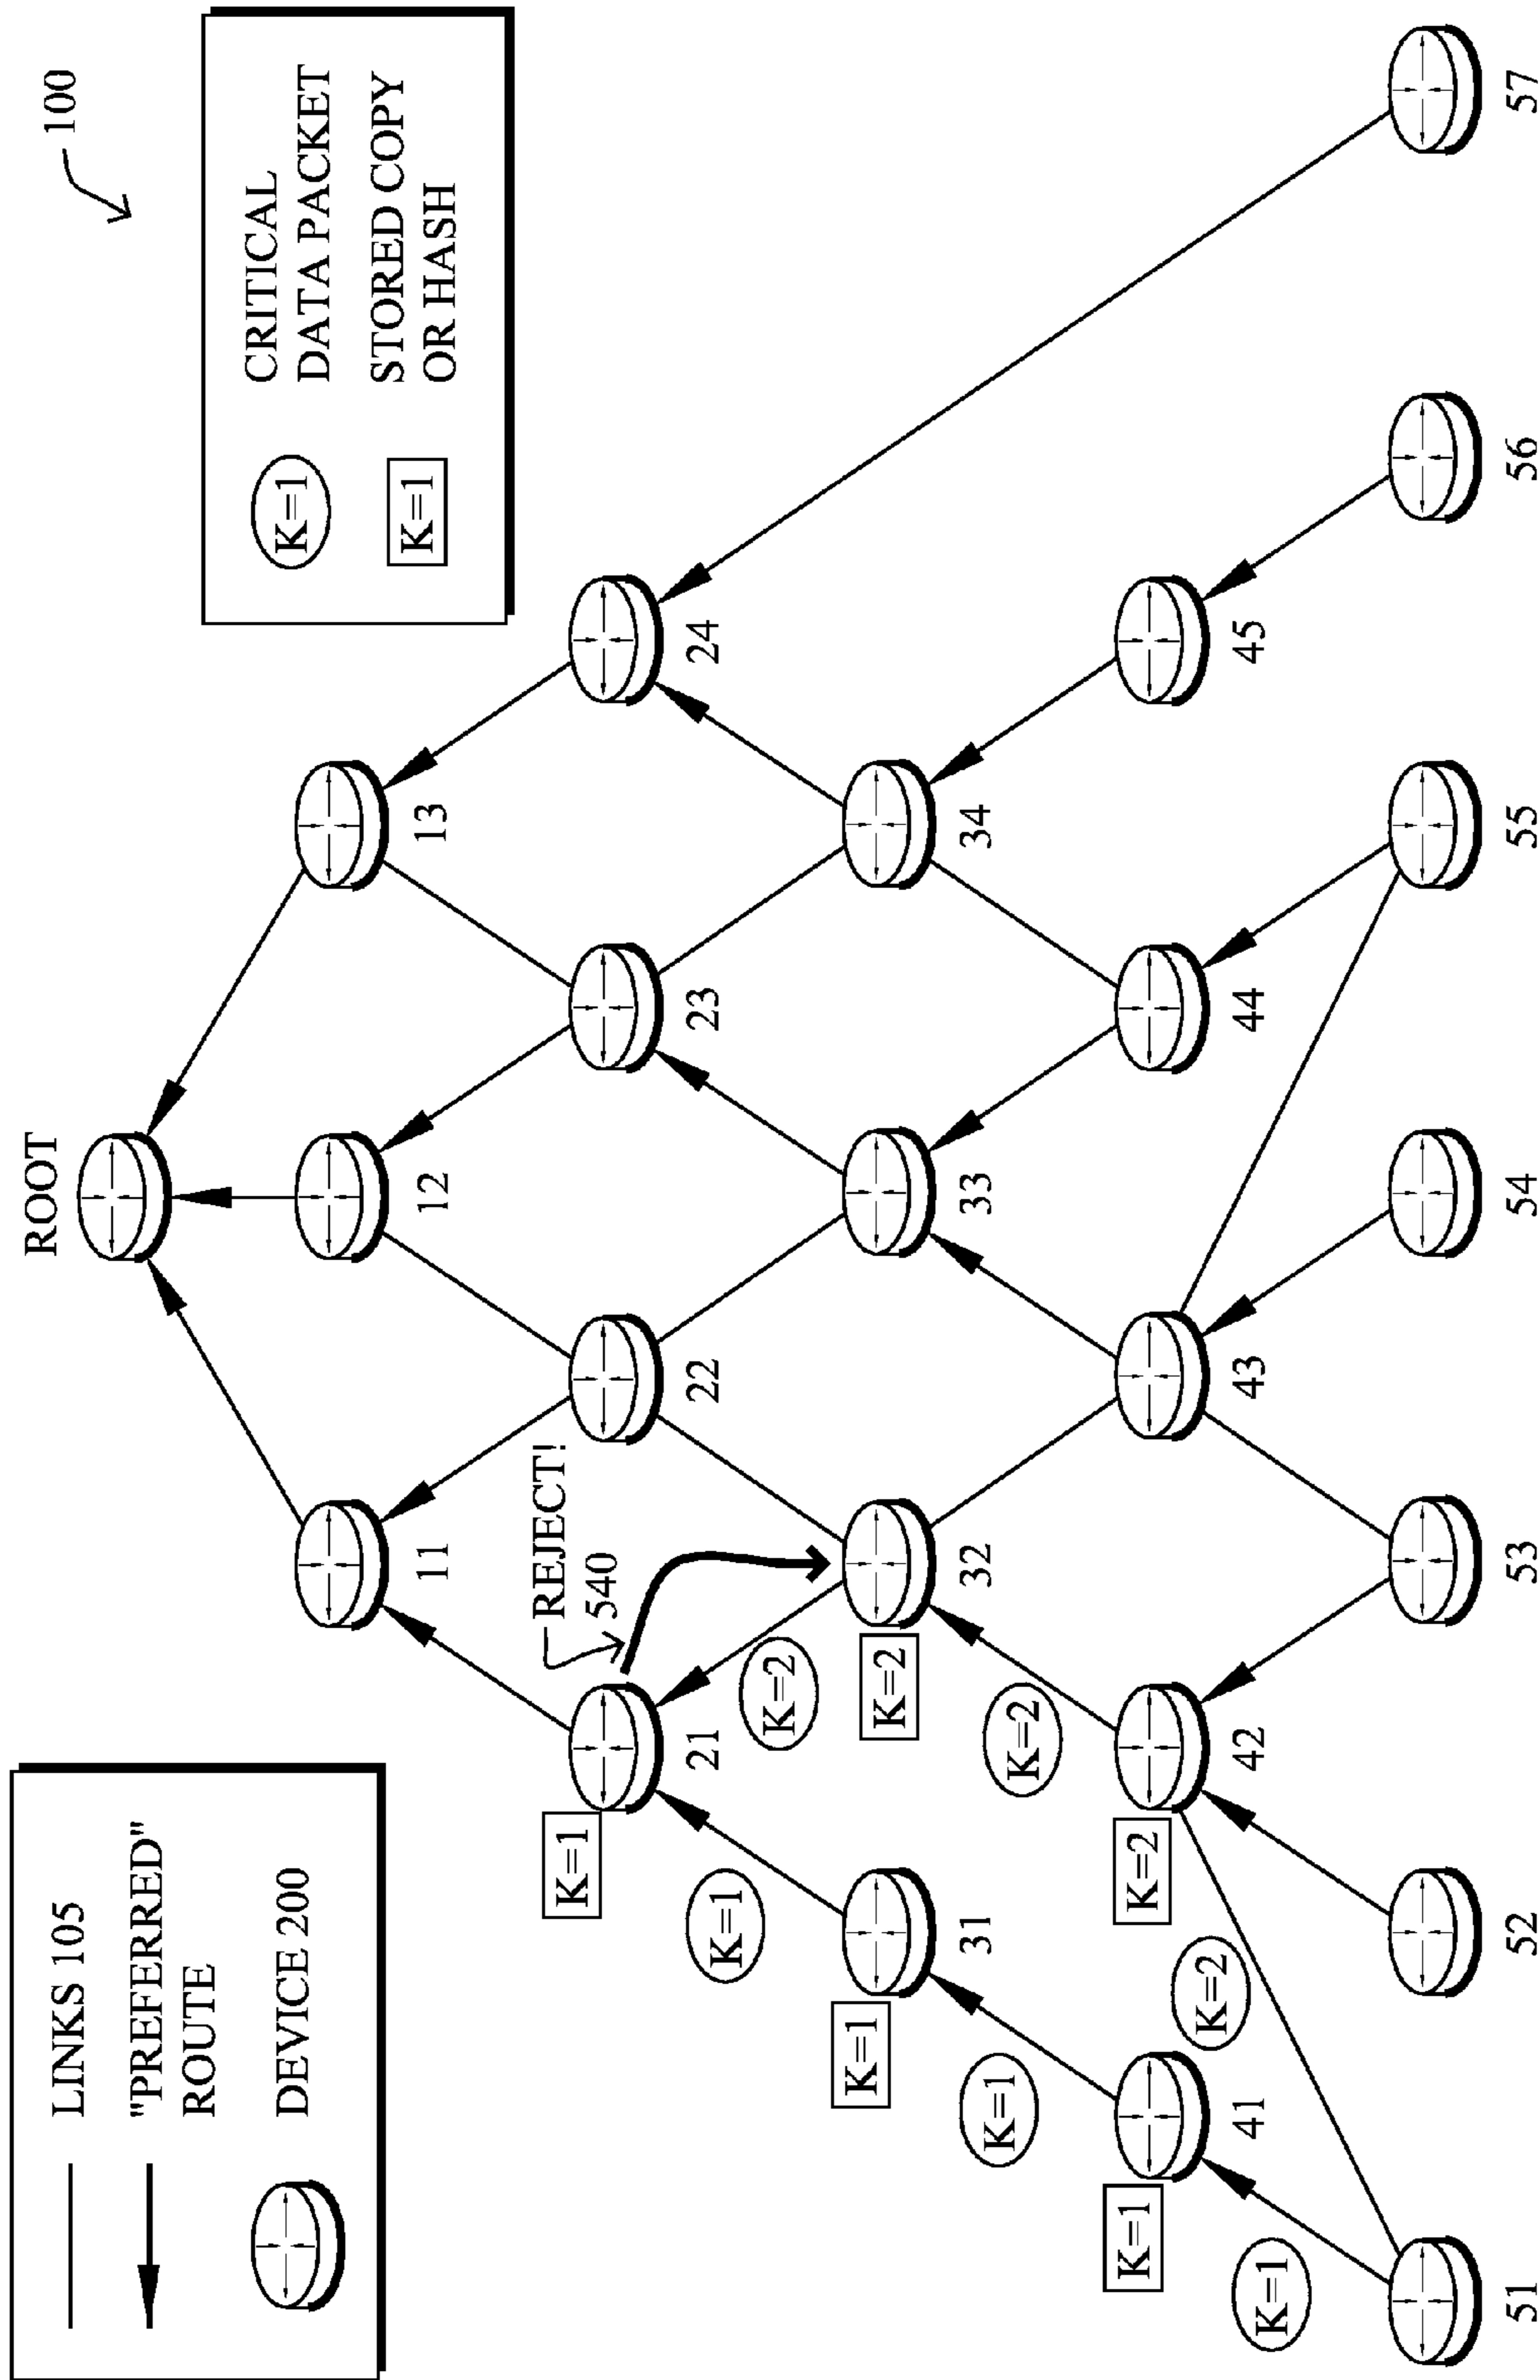 LINKS 105
"PREFERRED"
ROUTE
DEVICE 200
100
K=1
CRITICAL
DATA PACKET
K=1
STORED COPY
OR HASH
ROOT
11
12
13
REJECT!
540
K=1
21
22
23
24
K=1
K=2
K=1
31
K=2
32
33
34
K=1
K=2
K=1
41
K=2
42
43
44
45
K=1
K=2
51
52
53
54
55
56
57